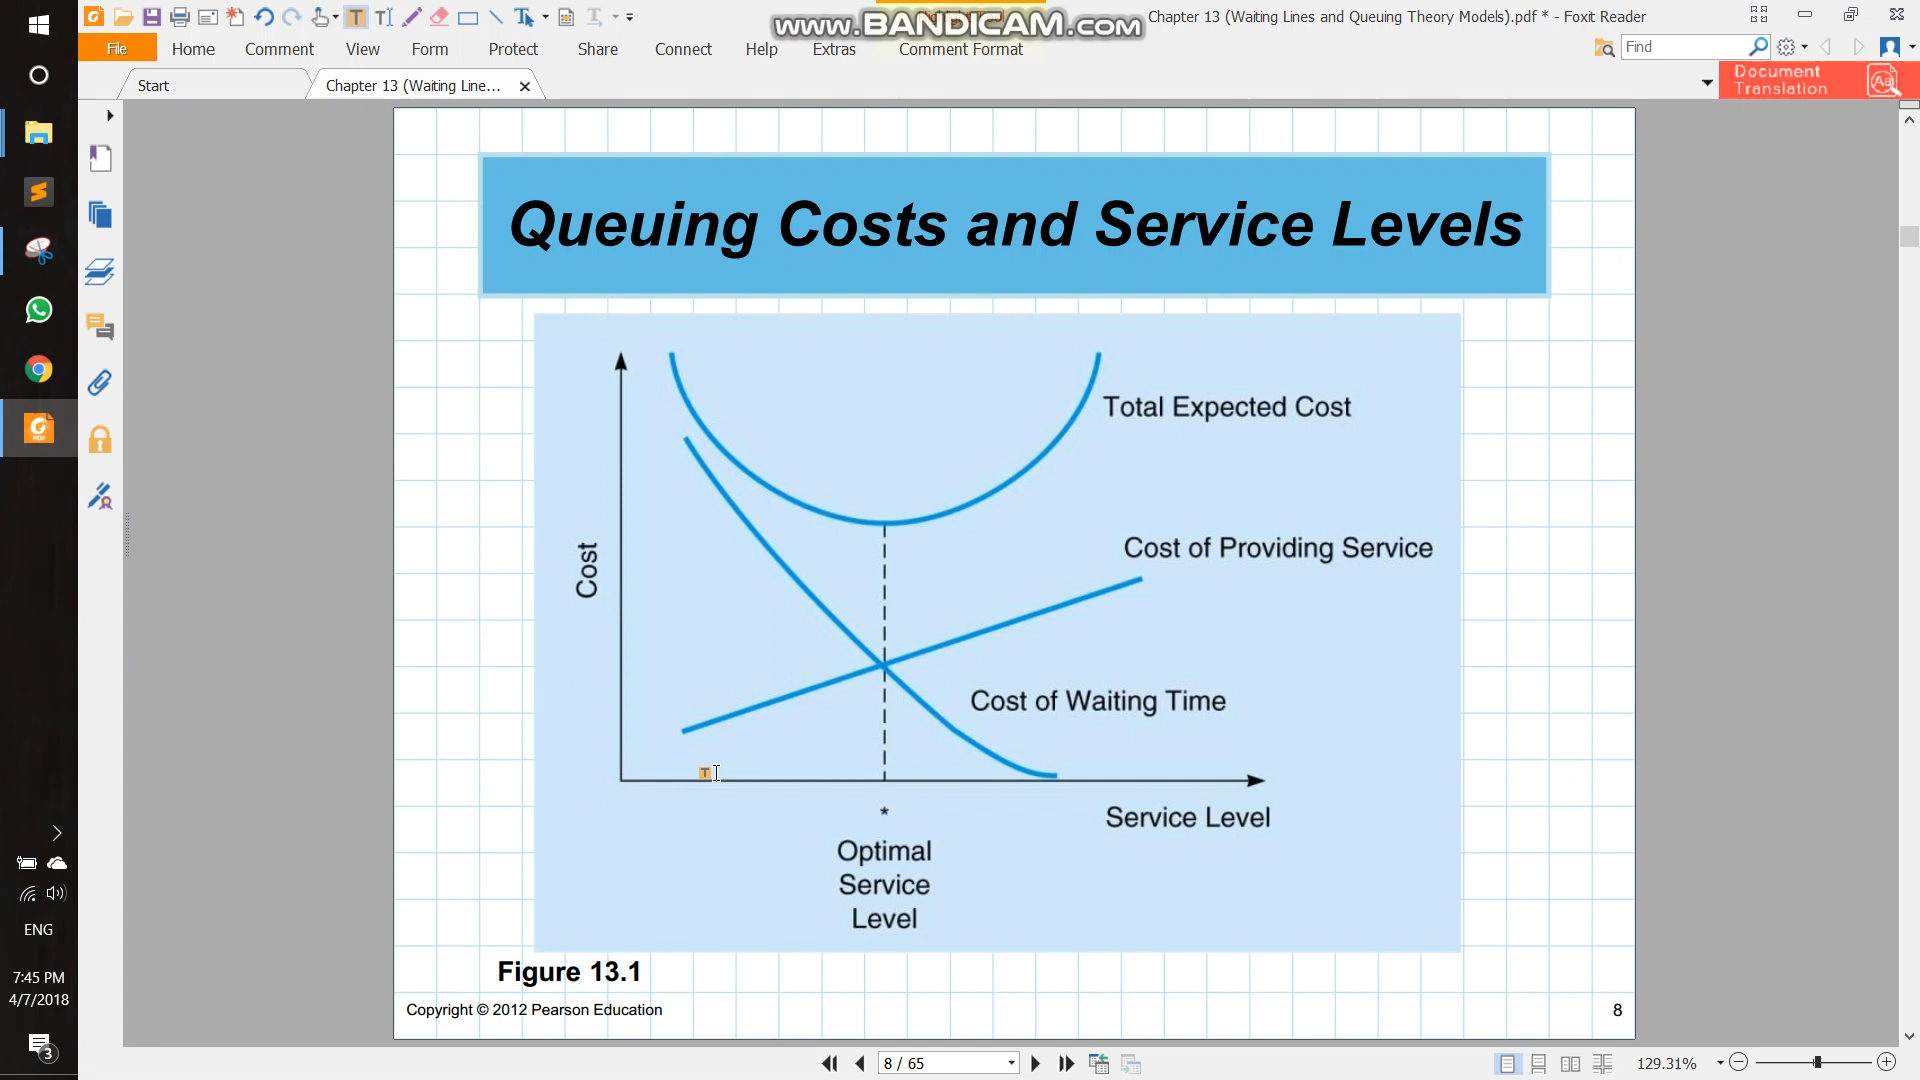 www.BANDICAM.com
Chapter 13 (Waiting Lines and Queuing Theory Models).pdf * - Foxit Reader
File
Home
Comment
View
Form
Protect
Share
Connect
Help
Extras
Comment Format
Find
Start
Chapter 13 (Waiting Line...
Document
Translation
Queuing Costs and Service Levels
Total Expected Cost
Cost of Providing Service
Cost
Cost of Waiting Time
*
Service Level
Optimal
Service
Level
Figure 13.1
Copyright © 2012 Pearson Education
8
ENG
7:45 PM
4/7/2018
3
8 / 65
129.31%